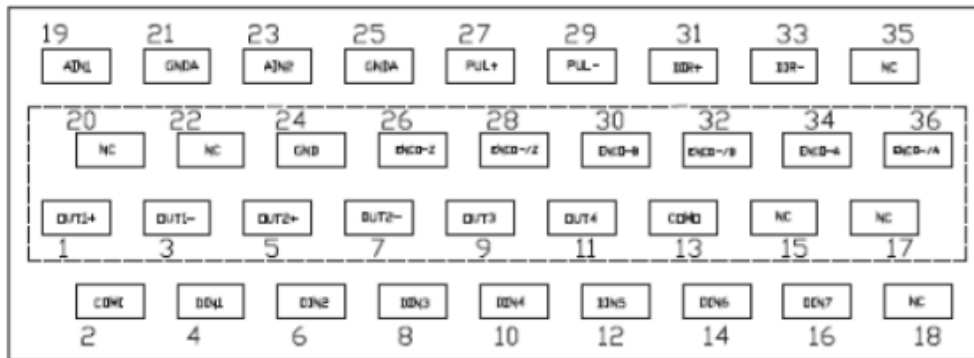 19 21 23 25 27 29 31 33 35
AIN1 GNDA AIN2 GNDA PUL+ PUL- DIR+ DIR- NC
20 22 24 26 28 30 32 34 36
NC NC GND ENCO-Z ENCO-/Z ENCO-B ENCO-/B ENCO-A ENCO-/A
OUT1+ OUT1- OUT2+ OUT2- OUT3 OUT4 COMO NC NC
1 3 5 7 9 11 13 15 17
COMI DIN1 DIN2 DIN3 DIN4 DIN5 DIN6 DIN7 NC
2 4 6 8 10 12 14 16 18